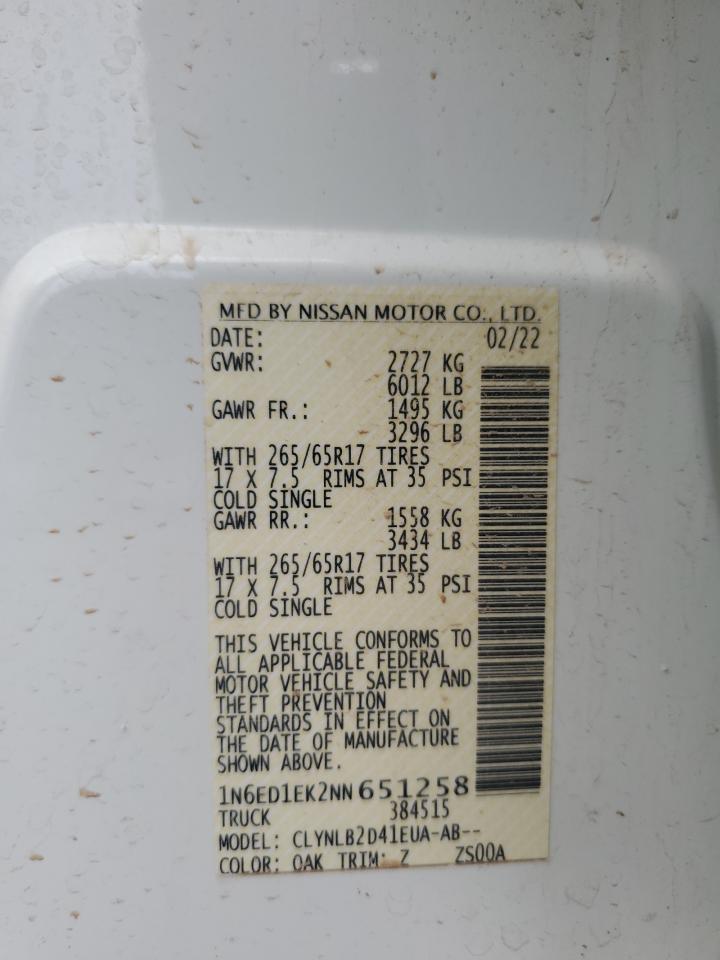 MFD BY NISSAN MOTOR CO., LTD.
DATE: 02/22
GVWR: 2727 KG
6012 LB
GAWR FR.: 1495 KG
3296 LB
WITH 265/65R17 TIRES
17 X 7.5 RIMS AT 35 PSI
COLD SINGLE
GAWR RR.: 1558 KG
3434 LB
WITH 265/65R17 TIRES
17 X 7.5 RIMS AT 35 PSI
COLD SINGLE
THIS VEHICLE CONFORMS TO
ALL APPLICABLE FEDERAL
MOTOR VEHICLE SAFETY AND
THEFT PREVENTION
STANDARDS IN EFFECT ON
THE DATE OF MANUFACTURE
SHOWN ABOVE.
1N6ED1EK2NN651258
TRUCK 384515
MODEL: CLYNLB2D41EUA-AB--
COLOR: QAK TRIM: Z ZS00A